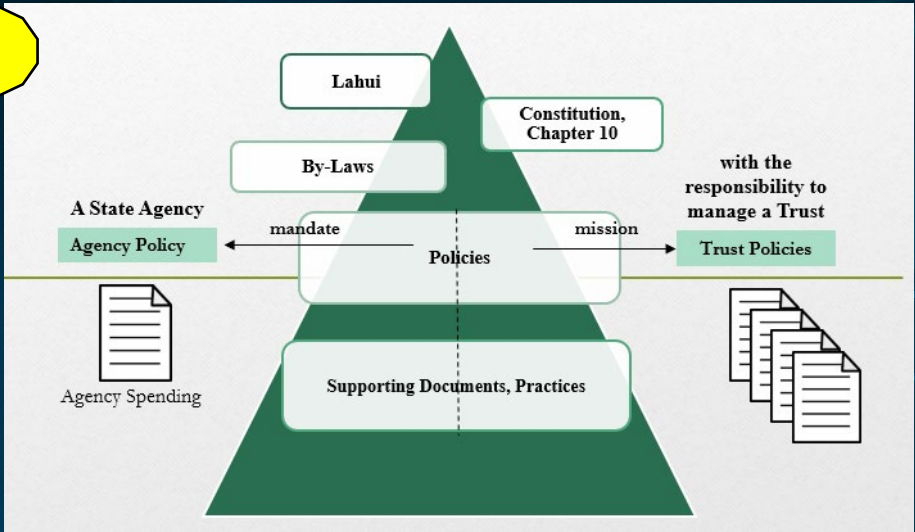 Lahui
Constitution,
Chapter 10
By-Laws
with the
responsibility to
manage a Trust
A State Agency
Agency Policy
mandate
Policies
mission
Trust Policies
Agency Spending
Supporting Documents, Practices